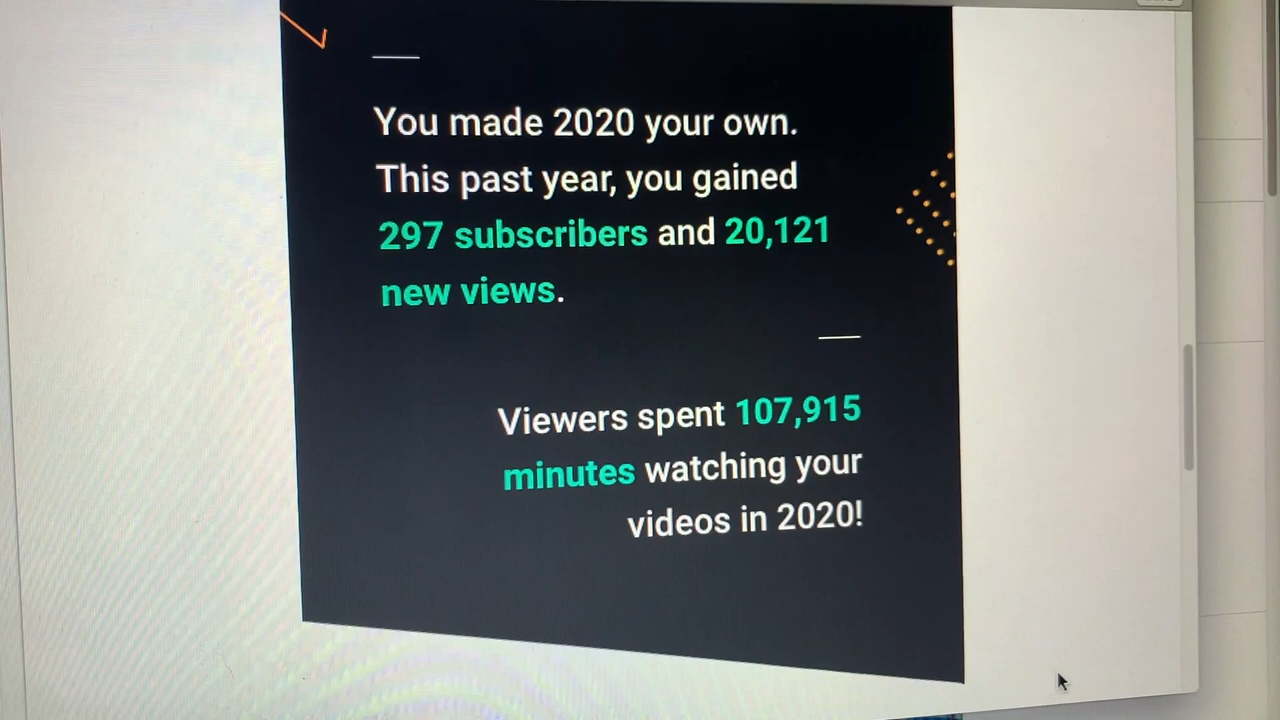 You made 2020 your own.
This past year, you gained
297 subscribers and 20,121
new views.
Viewers spent 107,915
minutes watching your
videos in 2020!